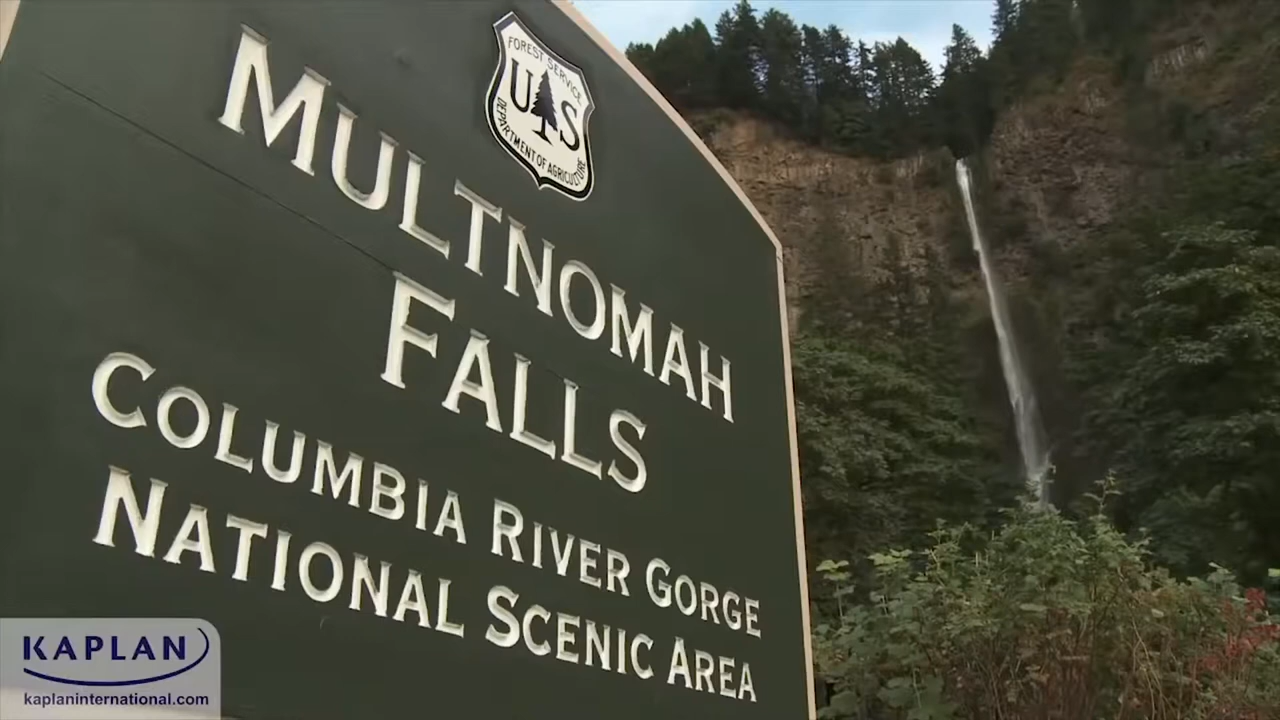 FOREST SERVICE
U S
DEPARTMENT OF AGRICULTURE
MULTNOMAH
FALLS
COLUMBIA RIVER GORGE
NATIONAL SCENIC AREA
KAPLAN
kaplaninternational.com